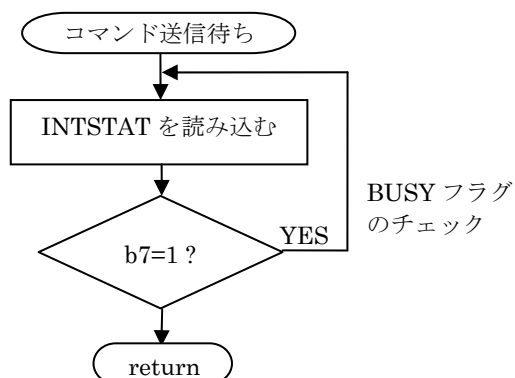 コマンド送信待ち
INTSTAT を読み込む
BUSY フラグ
のチェック
YES
b7=1 ?
return